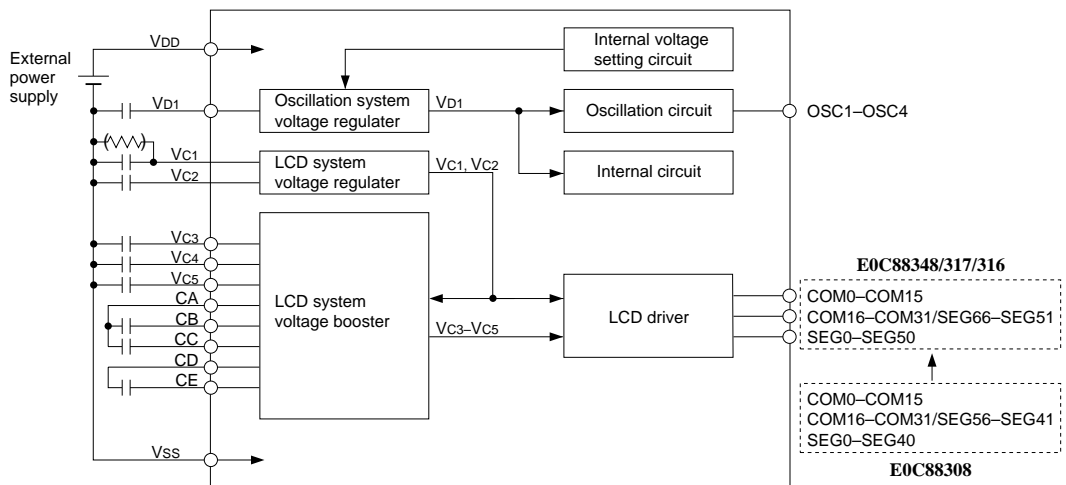 External
power
supply
VDD
VD1
VC1
VC2
VC3
VC4
VC5
CA
CB
CC
CD
CE
VSS
Internal voltage
setting circuit
Oscillation system
voltage regulater
VD1
Oscillation circuit
OSC1–OSC4
LCD system
voltage regulater
VC1, VC2
Internal circuit
LCD system
voltage booster
VC3–VC5
LCD driver
E0C88348/317/316
COM0–COM15
COM16–COM31/SEG66–SEG51
SEG0–SEG50
COM0–COM15
COM16–COM31/SEG56–SEG41
SEG0–SEG40
E0C88308